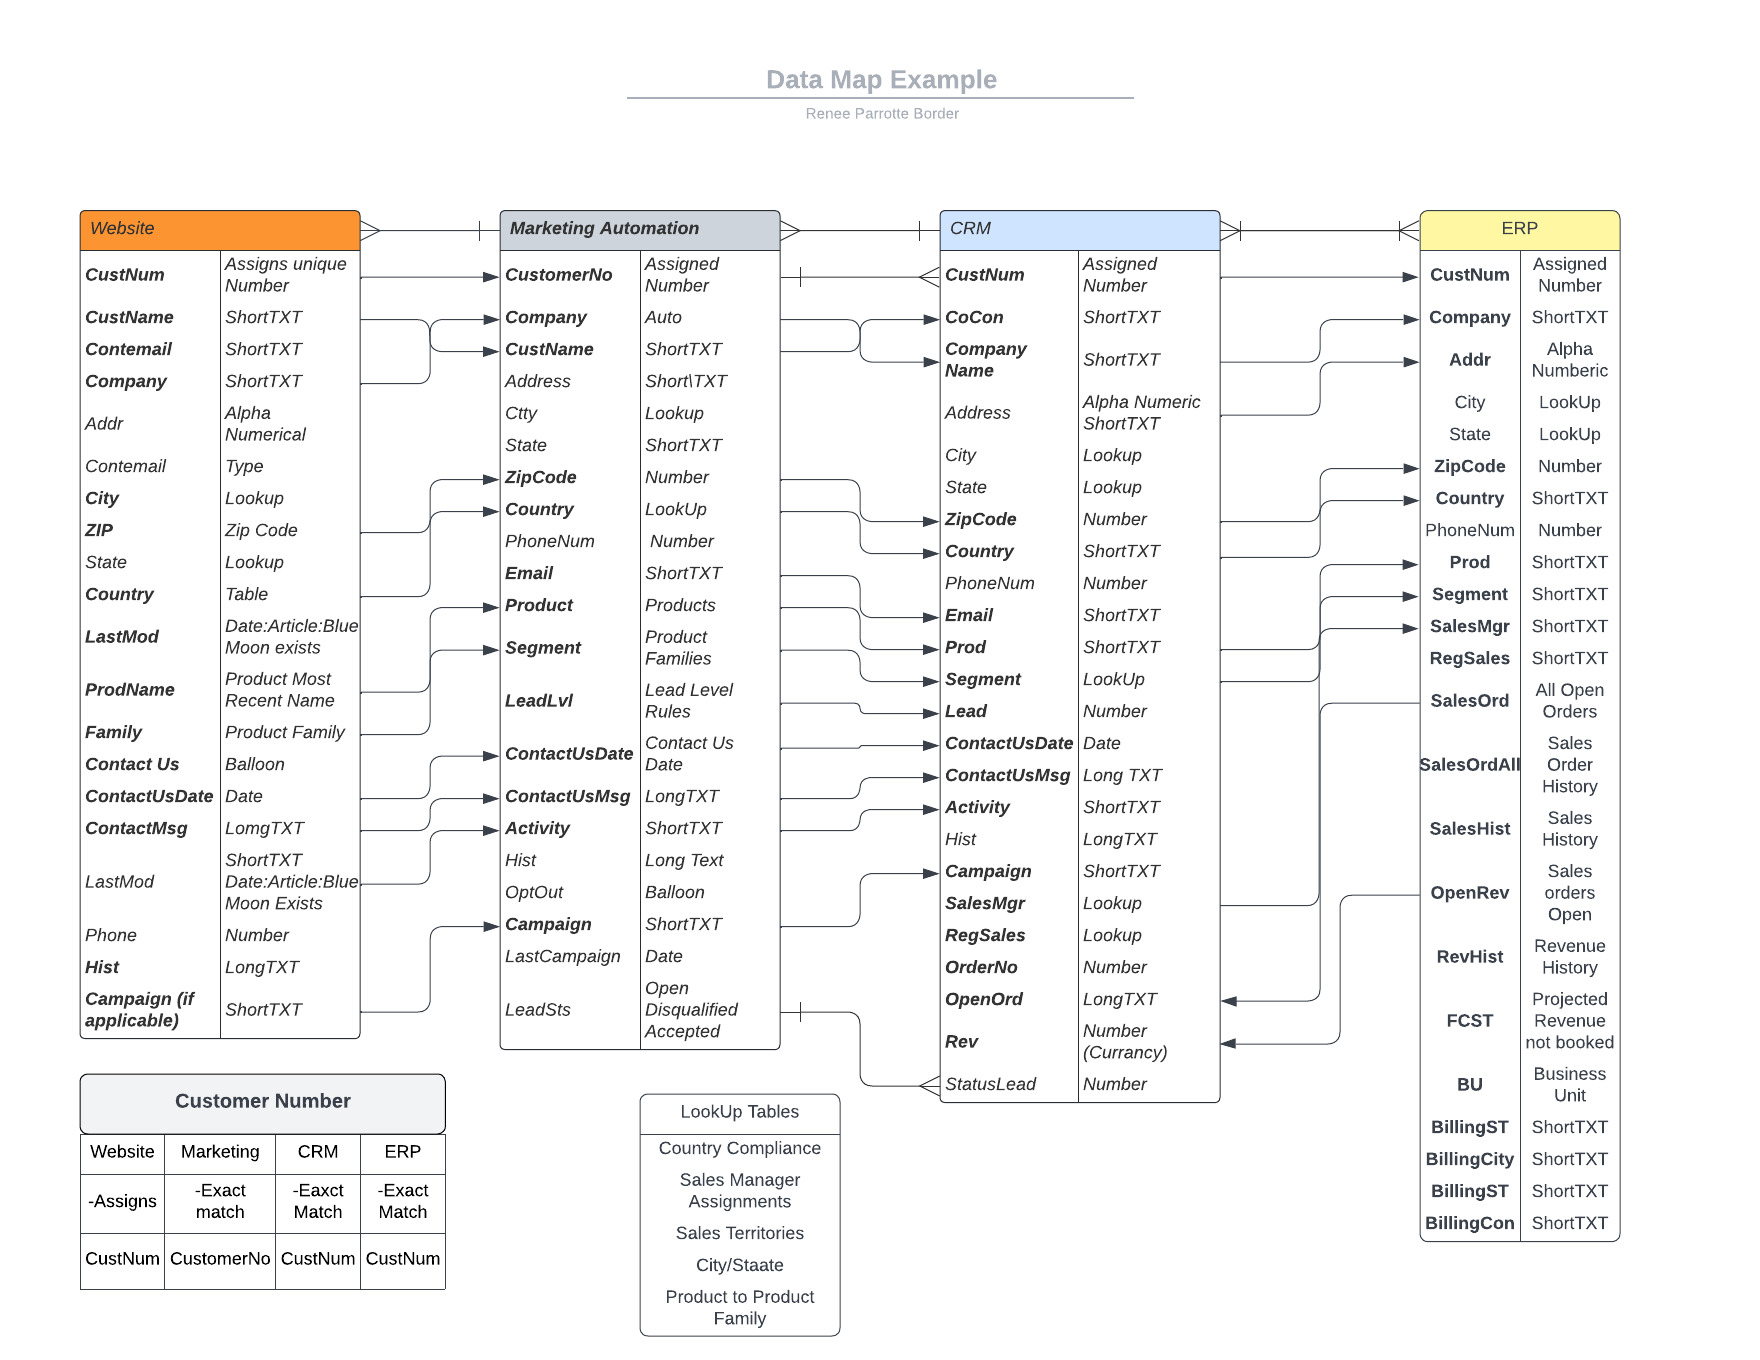 Data Map Example
Renee Parrotte Border
Website
CustNum
Assigns unique
Number
CustName
ShortTXT
Contemail
ShortTXT
Company
ShortTXT
Addr
Alpha
Numerical
Contemail
Type
City
Lookup
ZIP
Zip Code
State
Lookup
Country
Table
LastMod
Date:Article:Blue
Moon exists
ProdName
Product Most
Recent Name
Family
Product Family
Contact Us
Balloon
ContactUsDate
Date
ContactMsg
LomgTXT
LastMod
ShortTXT
Date:Article:Blue
Moon Exists
Phone
Number
Hist
LongTXT
Campaign (if
applicable)
ShortTXT
Marketing Automation
CustomerNo
Assigned
Number
Company
Auto
CustName
ShortTXT
Address
Short\TXT
Ctty
Lookup
State
ShortTXT
ZipCode
Number
Country
LookUp
PhoneNum
Number
Email
ShortTXT
Product
Products
Segment
Product
Families
LeadLvl
Lead Level
Rules
ContactUsDate
Contact Us
Date
ContactUsMsg
LongTXT
Activity
ShortTXT
Hist
Long Text
OptOut
Balloon
Campaign
ShortTXT
LastCampaign
Date
LeadSts
Open
Disqualified
Accepted
CRM
CustNum
Assigned
Number
CoCon
ShortTXT
Company
Name
ShortTXT
Address
Alpha Numeric
ShortTXT
City
Lookup
State
Lookup
ZipCode
Number
Country
ShortTXT
PhoneNum
Number
Email
ShortTXT
Prod
ShortTXT
Segment
LookUp
Lead
Number
ContactUsDate
Date
ContactUsMsg
Long TXT
Activity
ShortTXT
Hist
LongTXT
Campaign
ShortTXT
SalesMgr
Lookup
RegSales
Lookup
OrderNo
Number
OpenOrd
LongTXT
Rev
Number
(Currancy)
StatusLead
Number
ERP
CustNum
Assigned
Number
Company
ShortTXT
Addr
Alpha
Numberic
City
LookUp
State
LookUp
ZipCode
Number
Country
ShortTXT
PhoneNum
Number
Prod
ShortTXT
Segment
ShortTXT
SalesMgr
ShortTXT
RegSales
ShortTXT
SalesOrd
All Open
Orders
SalesOrdAll
Sales
Order
History
SalesHist
Sales
History
OpenRev
Sales
orders
Open
RevHist
Revenue
History
FCST
Projected
Revenue
not booked
BU
Business
Unit
BillingST
ShortTXT
BillingCity
ShortTXT
BillingST
ShortTXT
BillingCon
ShortTXT
Customer Number
Website
Marketing
CRM
ERP
-Assigns
-Exact
match
-Eaxct
Match
-Exact
Match
CustNum
CustomerNo
CustNum
CustNum
LookUp Tables
Country Compliance
Sales Manager
Assignments
Sales Territories
City/Staate
Product to Product
Family